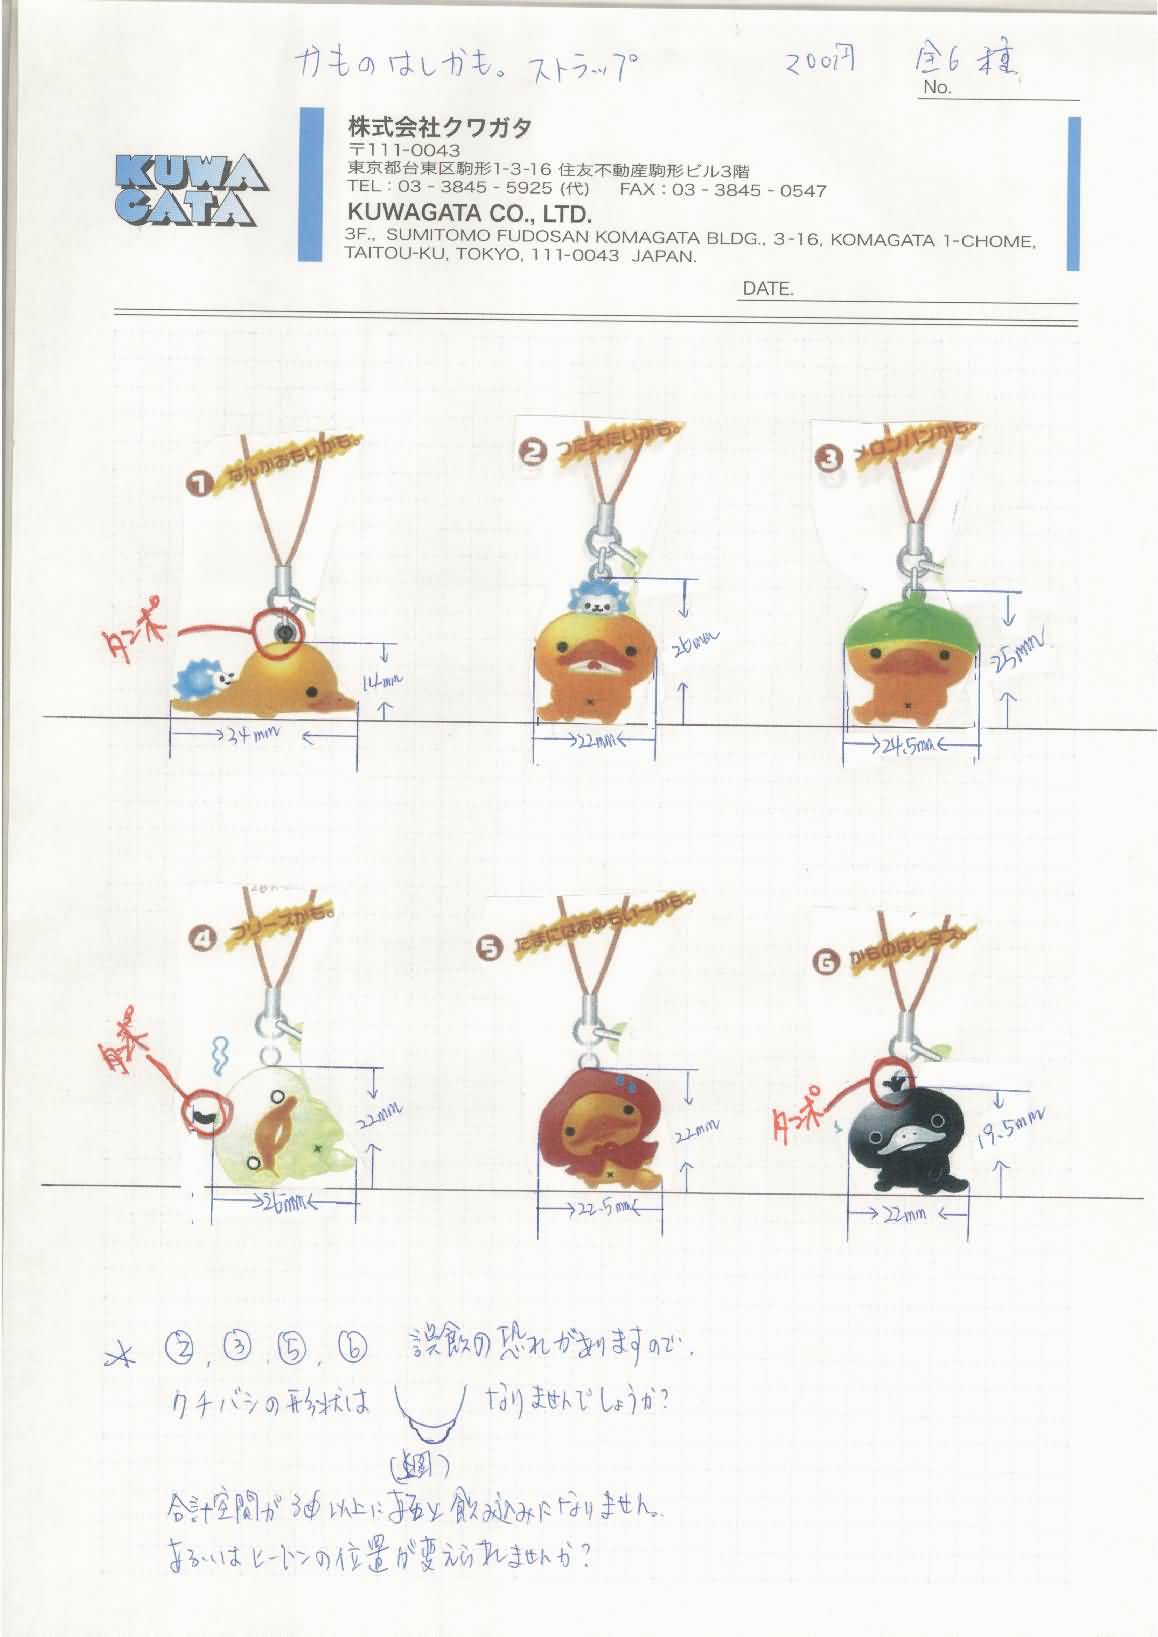 かものはしかも。ストラップ 200円 全6種
No.
KUWA
GATA
株式会社クワガタ
〒111-0043
東京都台東区駒形1-3-16 住友不動産駒形ビル3階
TEL:03-3845-5925 (代) FAX:03-3845-0547
KUWAGATA CO., LTD.
3F., SUMITOMO FUDOSAN KOMAGATA BLDG., 3-16, KOMAGATA 1-CHOME,
TAITOU-KU, TOKYO, 111-0043 JAPAN.
DATE.
1 なんかおもいかも。
2 つたえたいかも。
3 メロンパンかも。
タンポ
14mm
26mm
25mm
34mm
22mm
24.5mm
4 フリーズかも。
5 たまにはあめもいーかも。
6 かものはしダス。
タンポ
22mm
22mm
タンポ
19.5mm
26mm
22.5mm
22mm
②, ③, ⑤, ⑥ 誤飲の恐れがありますので、
クチバシの形状は なりませんでしょうか?
合計空間が 3φ以上に 飲み込みになりません。
あるいはヒートンの位置が変えられませんか?